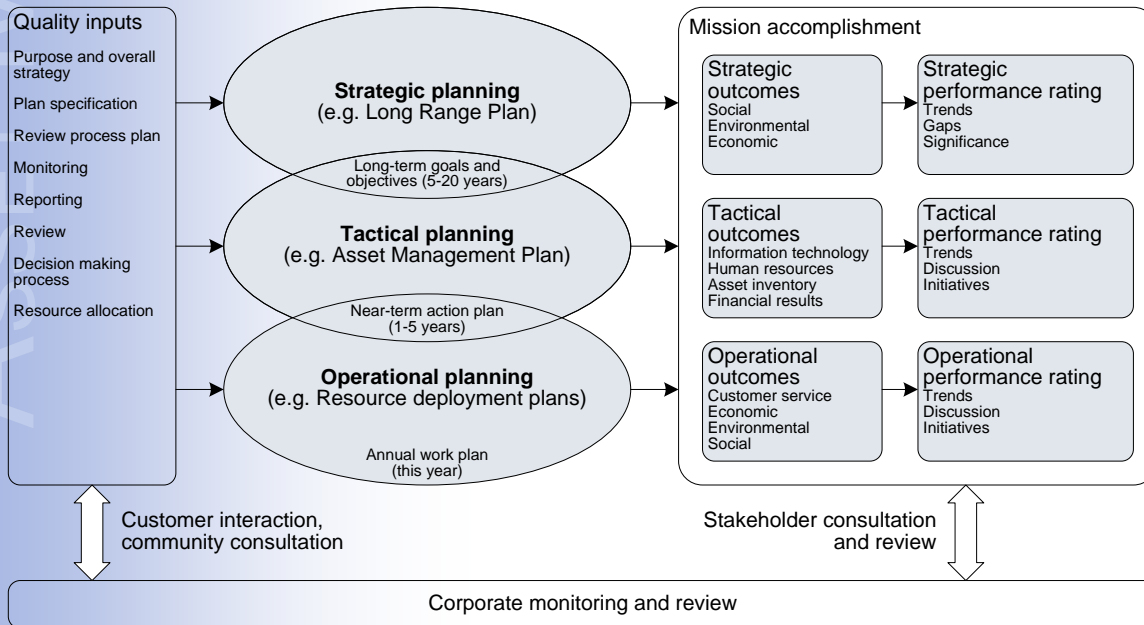 Quality inputs
Purpose and overall
strategy
Plan specification
Review process plan
Monitoring
Reporting
Review
Decision making
process
Resource allocation
Strategic planning
(e.g. Long Range Plan)
Long-term goals and
objectives (5-20 years)
Tactical planning
(e.g. Asset Management Plan)
Near-term action plan
(1-5 years)
Operational planning
(e.g. Resource deployment plans)
Annual work plan
(this year)
Mission accomplishment
Strategic
outcomes
Social
Environmental
Economic
Strategic
performance rating
Trends
Gaps
Significance
Tactical
outcomes
Information technology
Human resources
Asset inventory
Financial results
Tactical
performance rating
Trends
Discussion
Initiatives
Operational
outcomes
Customer service
Economic
Environmental
Social
Operational
performance rating
Trends
Discussion
Initiatives
Customer interaction,
community consultation
Stakeholder consultation
and review
Corporate monitoring and review